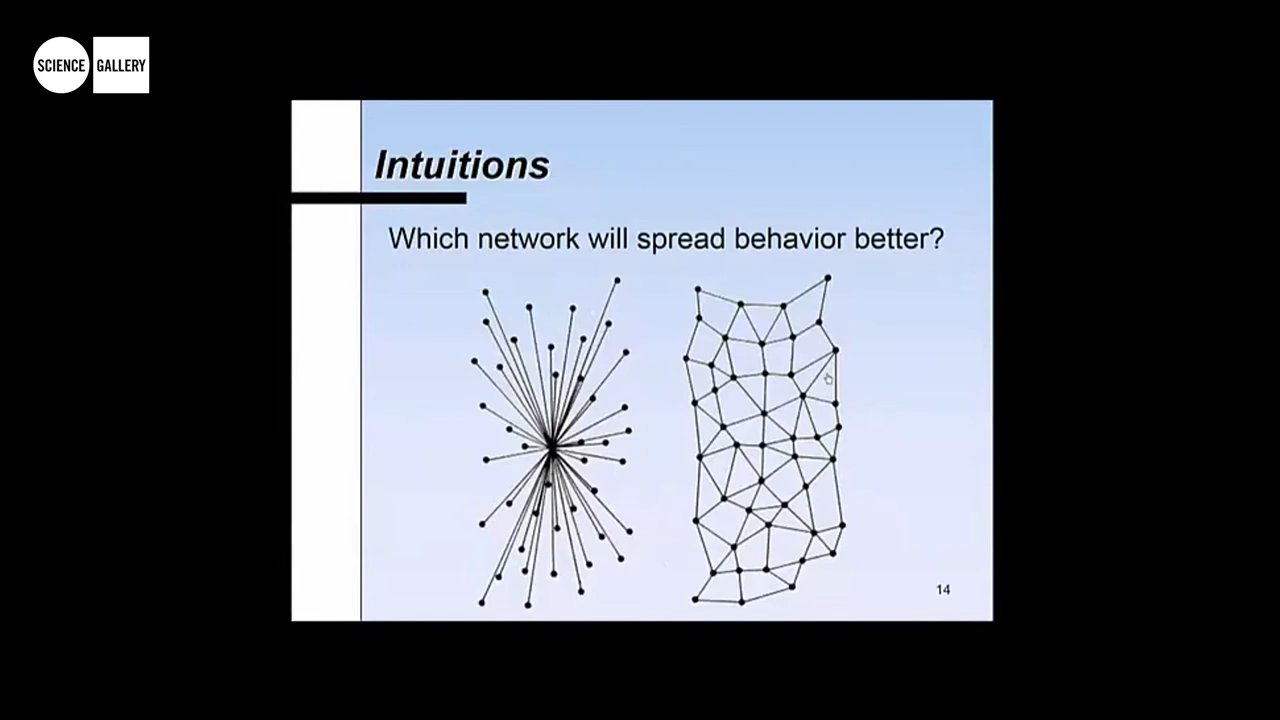 SCIENCE GALLERY
Intuitions
Which network will spread behavior better?
14